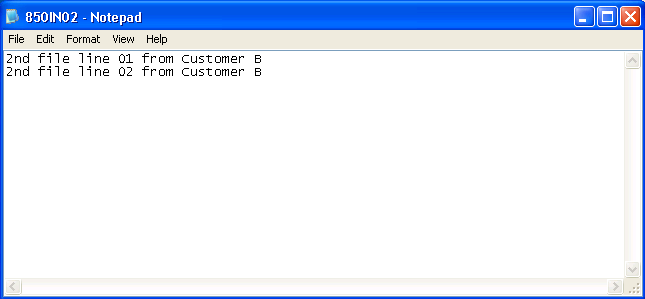 850IN02 - Notepad
File Edit Format View Help
2nd file line 01 from Customer B
2nd file line 02 from Customer B